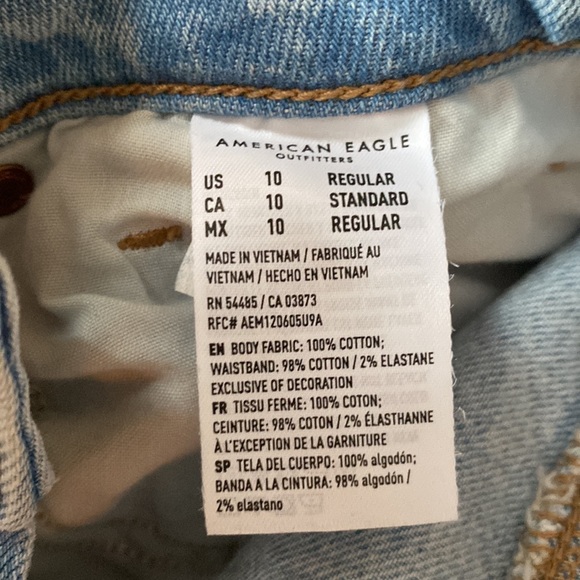 AMERICAN EAGLE
OUTFITTERS
US 10 REGULAR
CA 10 STANDARD
MX 10 REGULAR
MADE IN VIETNAM / FABRIQUÉ AU
VIETNAM / HECHO EN VIETNAM
RN 54485 / CA 03873
RFC# AEM120605U9A
EN BODY FABRIC: 100% COTTON;
WAISTBAND: 98% COTTON / 2% ELASTANE
EXCLUSIVE OF DECORATION
FR TISSU FERME: 100% COTON;
CEINTURE: 98% COTON / 2% ÉLASTHANNE
À L'EXCEPTION DE LA GARNITURE
SP TELA DEL CUERPO: 100% algodón;
BANDA A LA CINTURA: 98% algodón /
2% elastano